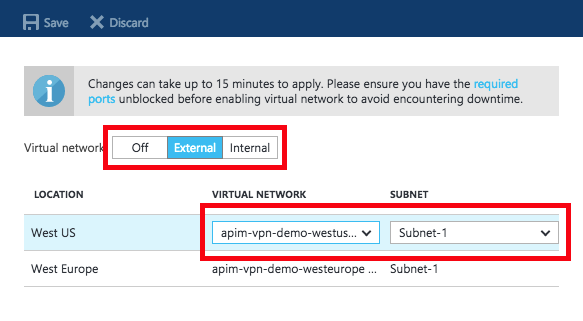 Save Discard
Changes can take up to 15 minutes to apply. Please ensure you have the required
ports unblocked before enabling virtual network to avoid encountering downtime.
Virtual network Off External Internal
LOCATION VIRTUAL NETWORK SUBNET
West US apim-vpn-demo-westus... Subnet-1
West Europe apim-vpn-demo-westeurope ... Subnet-1